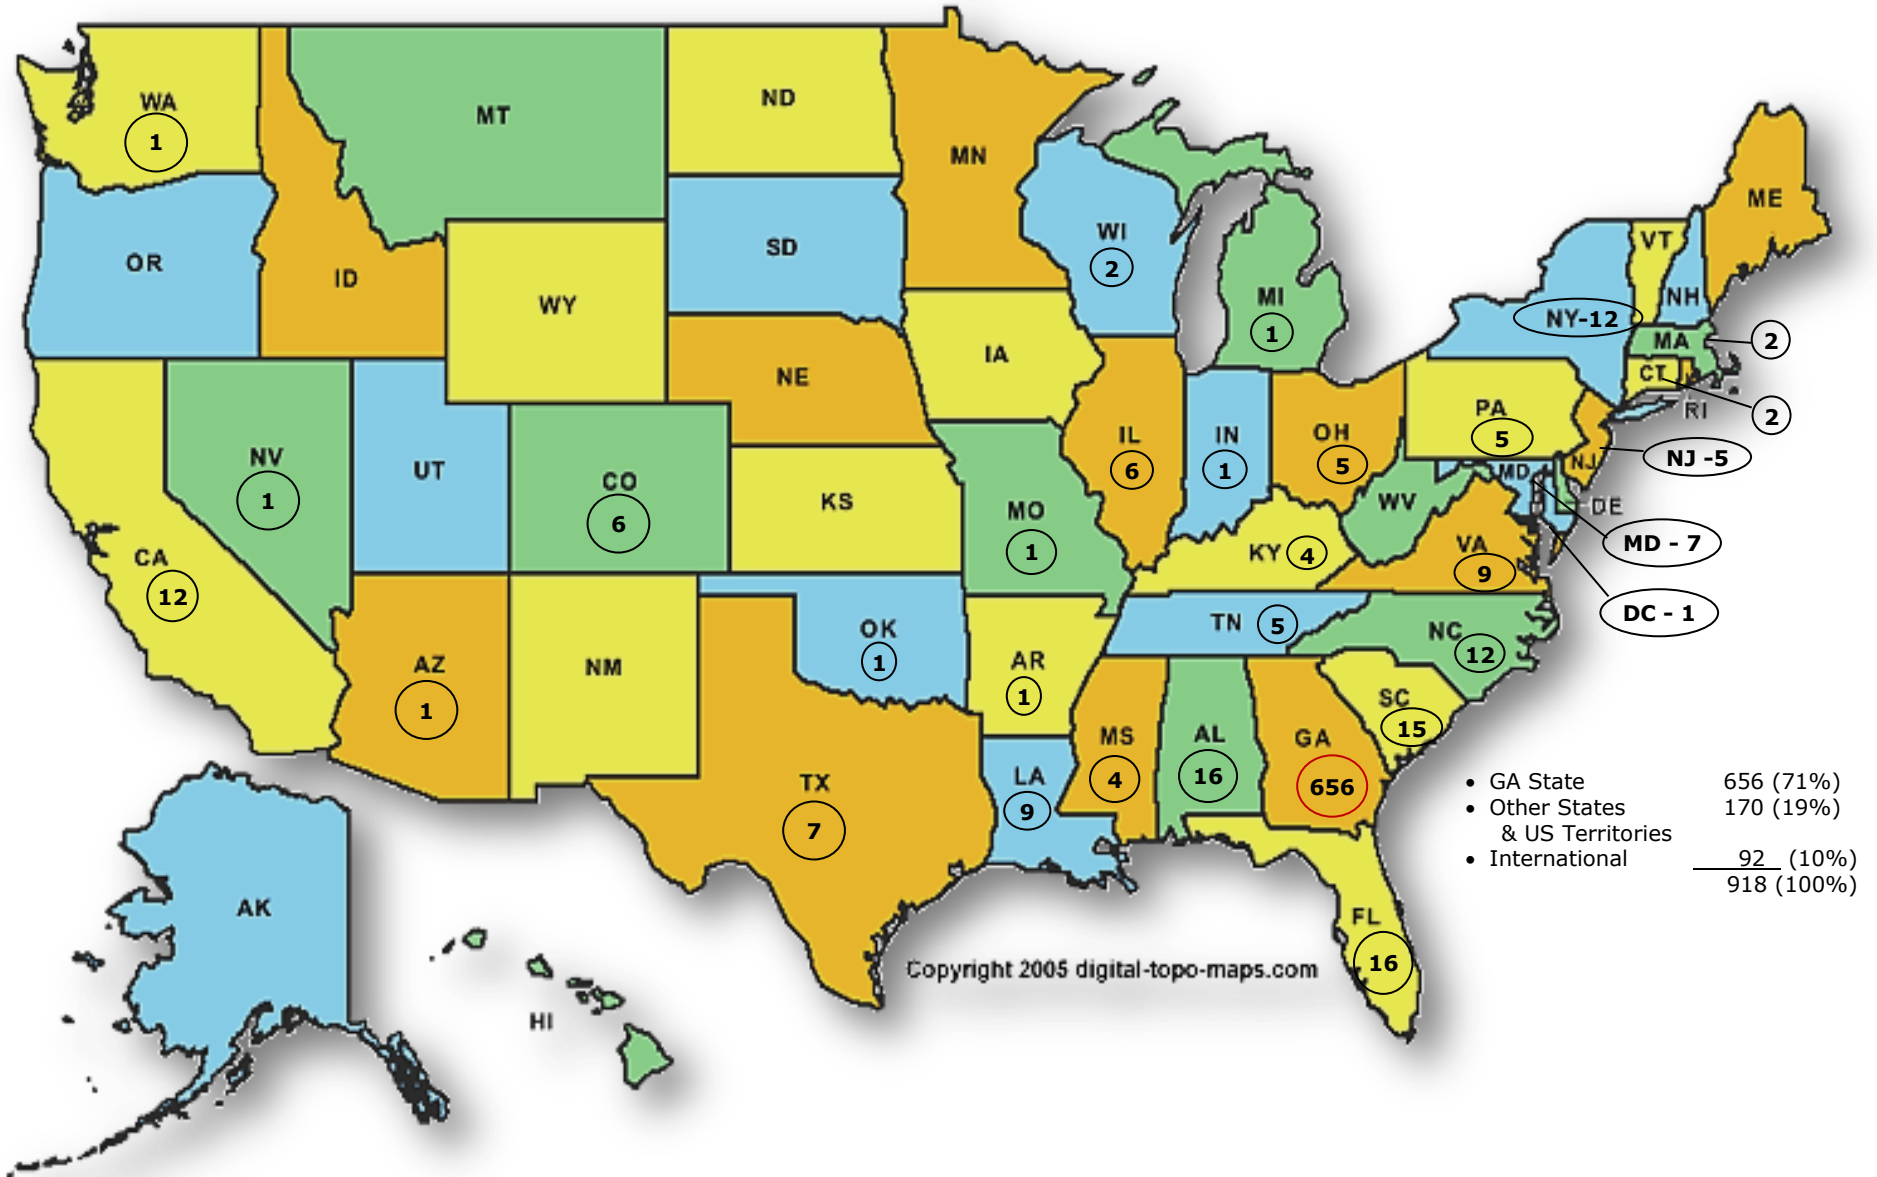 WA
1
MT
ND
MN
ME
OR
ID
SD
WI
2
VT
NH
WY
MI
1
NY-12
MA
2
IA
NE
CT
RI
2
PA
5
IL
6
IN
1
OH
5
NJ
NJ -5
NV
1
UT
CO
6
KS
MO
1
WV
MD
DE
MD - 7
VA
9
KY
4
CA
12
DC - 1
TN
5
NC
12
OK
1
AR
1
AZ
1
NM
SC
15
MS
4
AL
16
GA
656
TX
7
LA
9
• GA State 656 (71%)
• Other States 170 (19%)
& US Territories
• International 92 (10%)
918 (100%)
AK
FL
16
HI
Copyright 2005 digital-topo-maps.com